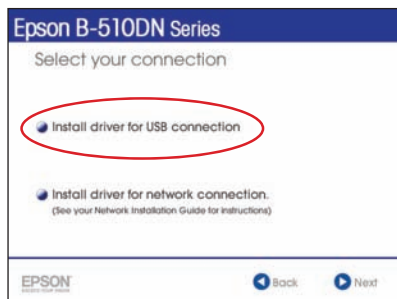 Epson B-510DN Series
Select your connection
Install driver for USB connection
Install driver for network connection.
(See your Network Installation Guide for instructions)
EPSON
Back Next